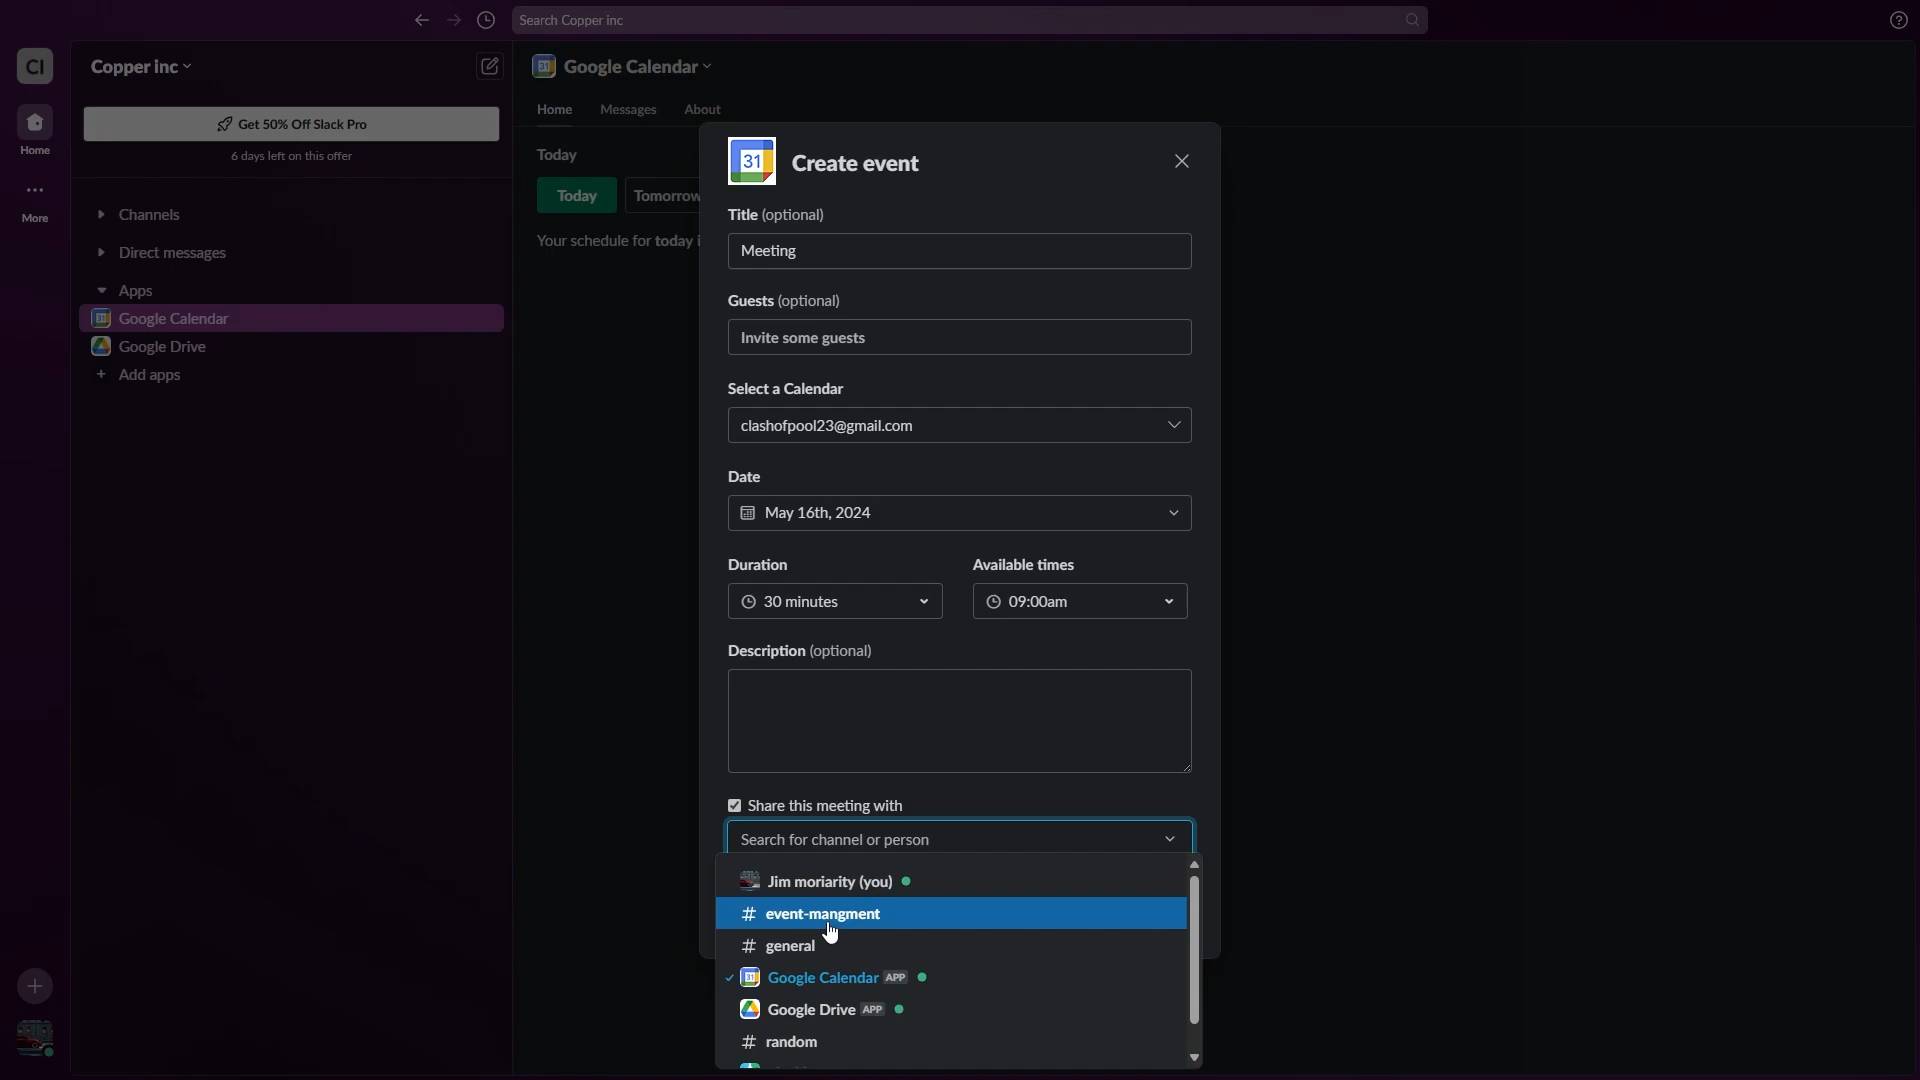 Search Copper inc
CI
Copper inc
Google Calendar
Home
Messages
About
Get 50% Off Slack Pro
6 days left on this offer
Home
More
Channels
Direct messages
Apps
Google Calendar
Google Drive
+ Add apps
Today
Today
Tomorrow
Your schedule for today i
31 Create event
Title (optional)
Meeting
Guests (optional)
Invite some guests
Select a Calendar
clashofpool23@gmail.com
Date
May 16th, 2024
Duration
Available times
30 minutes
09:00am
Description (optional)
Share this meeting with
Search for channel or person
Jim moriarity (you)
# event-mangment
# general
Google Calendar APP
Google Drive APP
# random